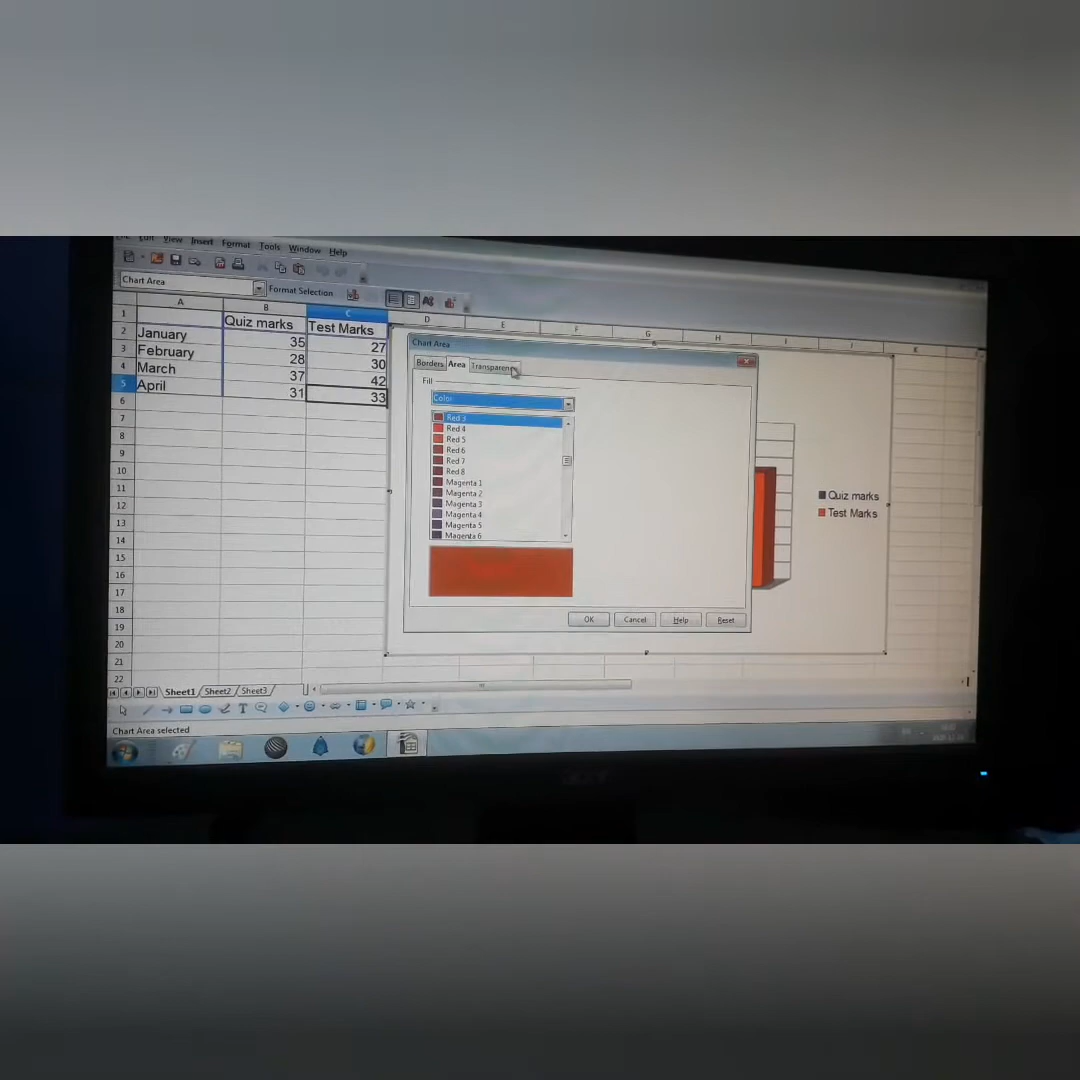 Edit View Insert Format Tools Window Help
Chart Area
Format Selection
A B C D E F G H I J K
1 Quiz marks Test Marks
2 January 35 27
3 February 28 30
4 March 37 42
5 April 31 33
6
7
8
9
10
11
12
13
14
15
16
17
18
19
20
21
22
Chart Area
Borders Area Transparency
Fill
Color
Red 3
Red 4
Red 5
Red 6
Red 7
Red 8
Magenta 1
Magenta 2
Magenta 3
Magenta 4
Magenta 5
Magenta 6
OK Cancel Help Reset
Quiz marks
Test Marks
Sheet1 Sheet2 Sheet3
Chart Area selected